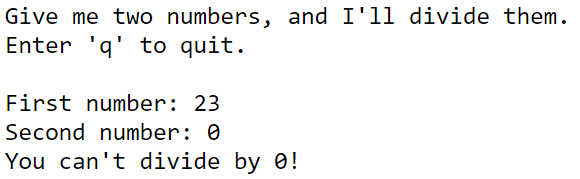 Give me two numbers, and I'll divide them.
Enter 'q' to quit.
First number: 23
Second number: 0
You can't divide by 0!